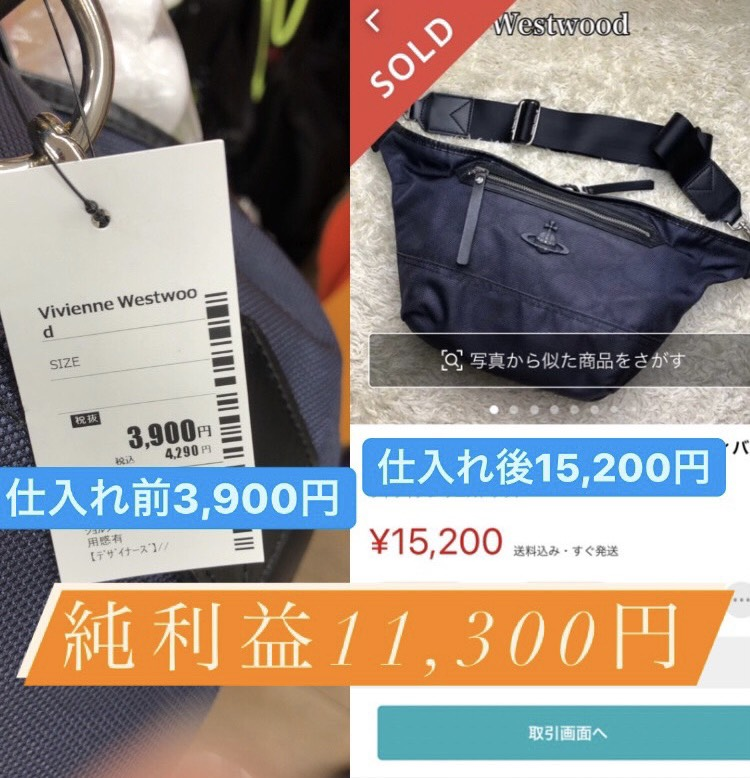 Vivienne Westwoo
d
SIZE
税抜
3,900円
税込 4,290円
仕入れ前3,900円
用感有
【デザイナーズ】//
SOLD
Westwood
写真から似た商品をさがす
仕入れ後15,200円
¥15,200 送料込み・すぐ発送
純利益11,300円
取引画面へ